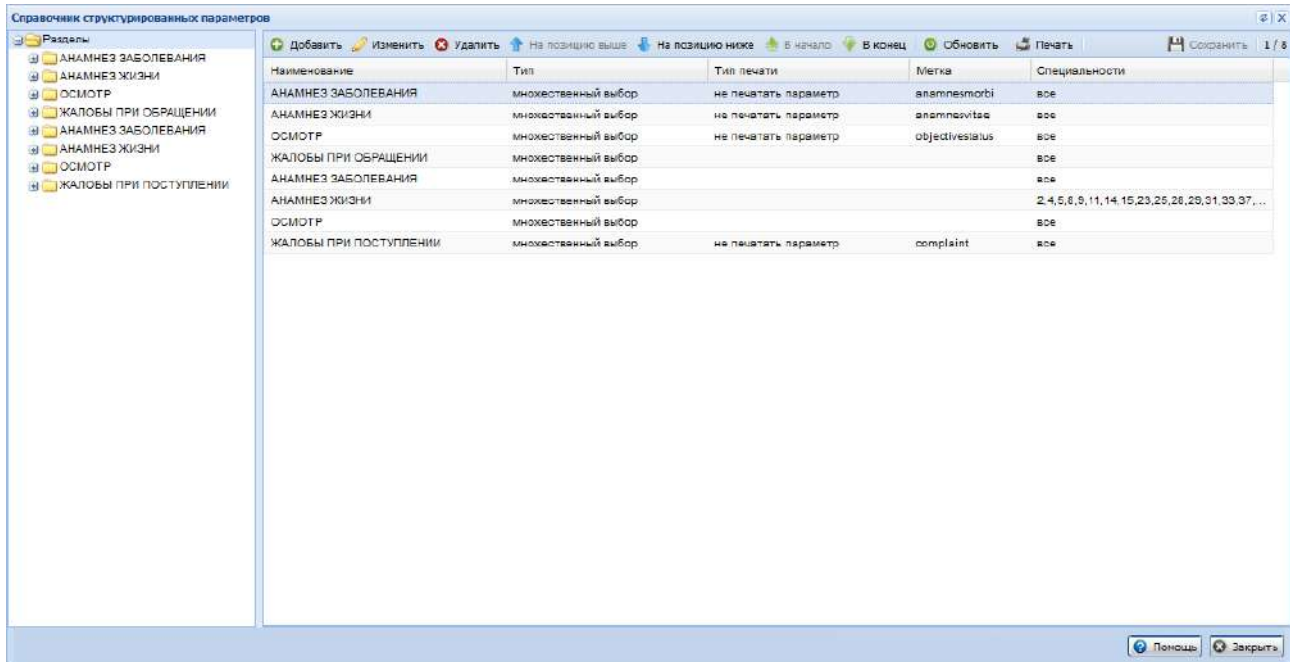 Справочник структурированных параметров
Разделы
АНАМНЕЗ ЗАБОЛЕВАНИЯ
АНАМНЕЗ ЖИЗНИ
ОСМОТР
ЖАЛОБЫ ПРИ ОБРАЩЕНИИ
АНАМНЕЗ ЗАБОЛЕВАНИЯ
АНАМНЕЗ ЖИЗНИ
ОСМОТР
ЖАЛОБЫ ПРИ ПОСТУПЛЕНИИ
Добавить Изменить Удалить На позицию выше На позицию ниже В начало В конец Обновить Печать Сохранить 1 / 8
Наименование Тип Тип печати Метка Специальности
АНАМНЕЗ ЗАБОЛЕВАНИЯ множественный выбор не печатать параметр anamnesmorbi все
АНАМНЕЗ ЖИЗНИ множественный выбор не печатать параметр anamnesvitae все
ОСМОТР множественный выбор не печатать параметр objectivestatus все
ЖАЛОБЫ ПРИ ОБРАЩЕНИИ множественный выбор все
АНАМНЕЗ ЗАБОЛЕВАНИЯ множественный выбор все
АНАМНЕЗ ЖИЗНИ множественный выбор 2,4,5,8,9,11,14,15,23,25,28,29,31,33,37,...
ОСМОТР множественный выбор все
ЖАЛОБЫ ПРИ ПОСТУПЛЕНИИ множественный выбор не печатать параметр complaint все
Помощь Закрыть